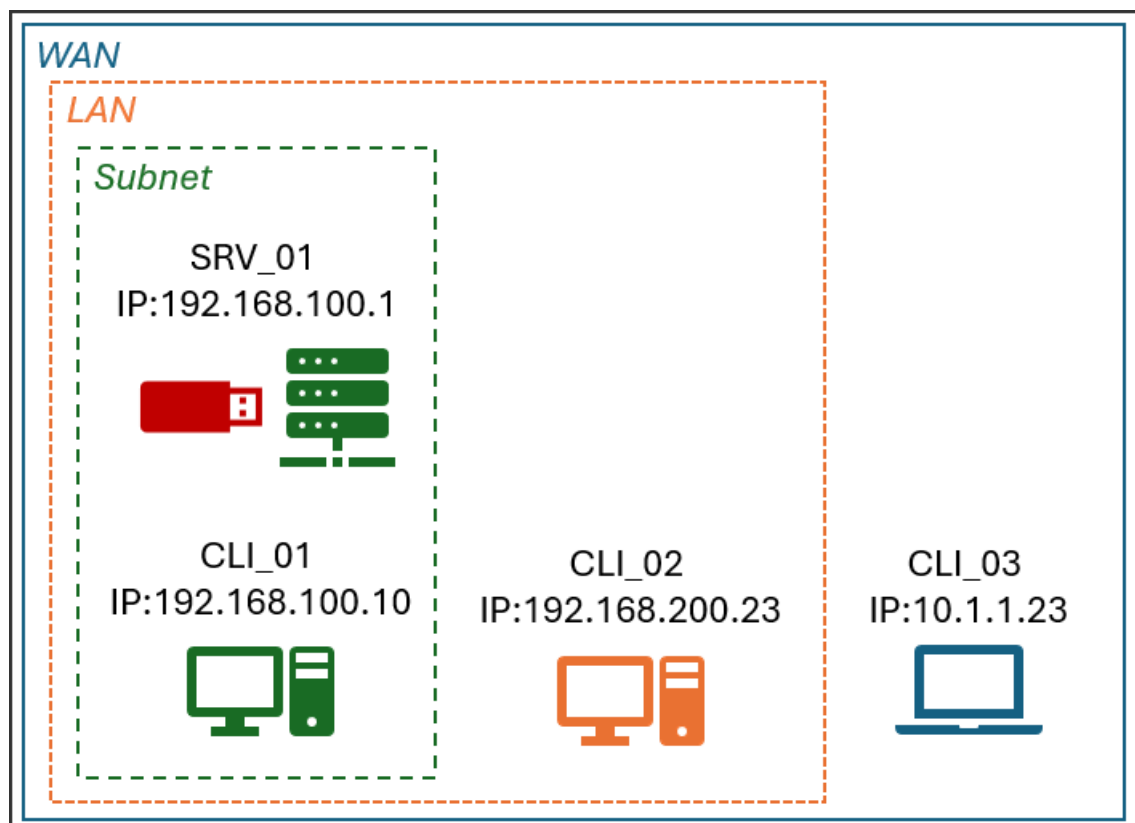 WAN
LAN
Subnet
SRV_01
IP:192.168.100.1
CLI_01
IP:192.168.100.10
CLI_02
IP:192.168.200.23
CLI_03
IP:10.1.1.23